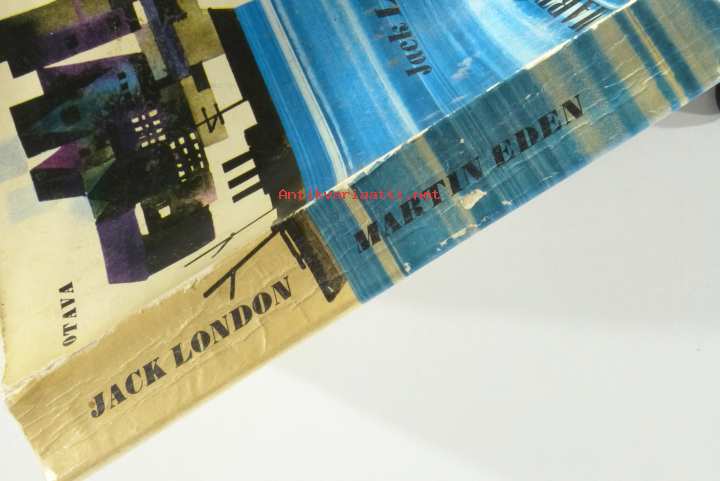 JACK LONDON
MARTIN EDEN
OTAVA
Jack
Antikvariaatti.net